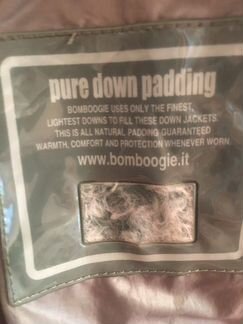 pure down padding
BOMBOOGIE USES ONLY THE FINEST,
LIGHTEST DOWNS TO FILL THESE DOWN JACKETS.
THIS IS ALL NATURAL PADDING GUARANTEED
WARMTH, COMFORT AND PROTECTION WHENEVER WORN.
www.bomboogie.it